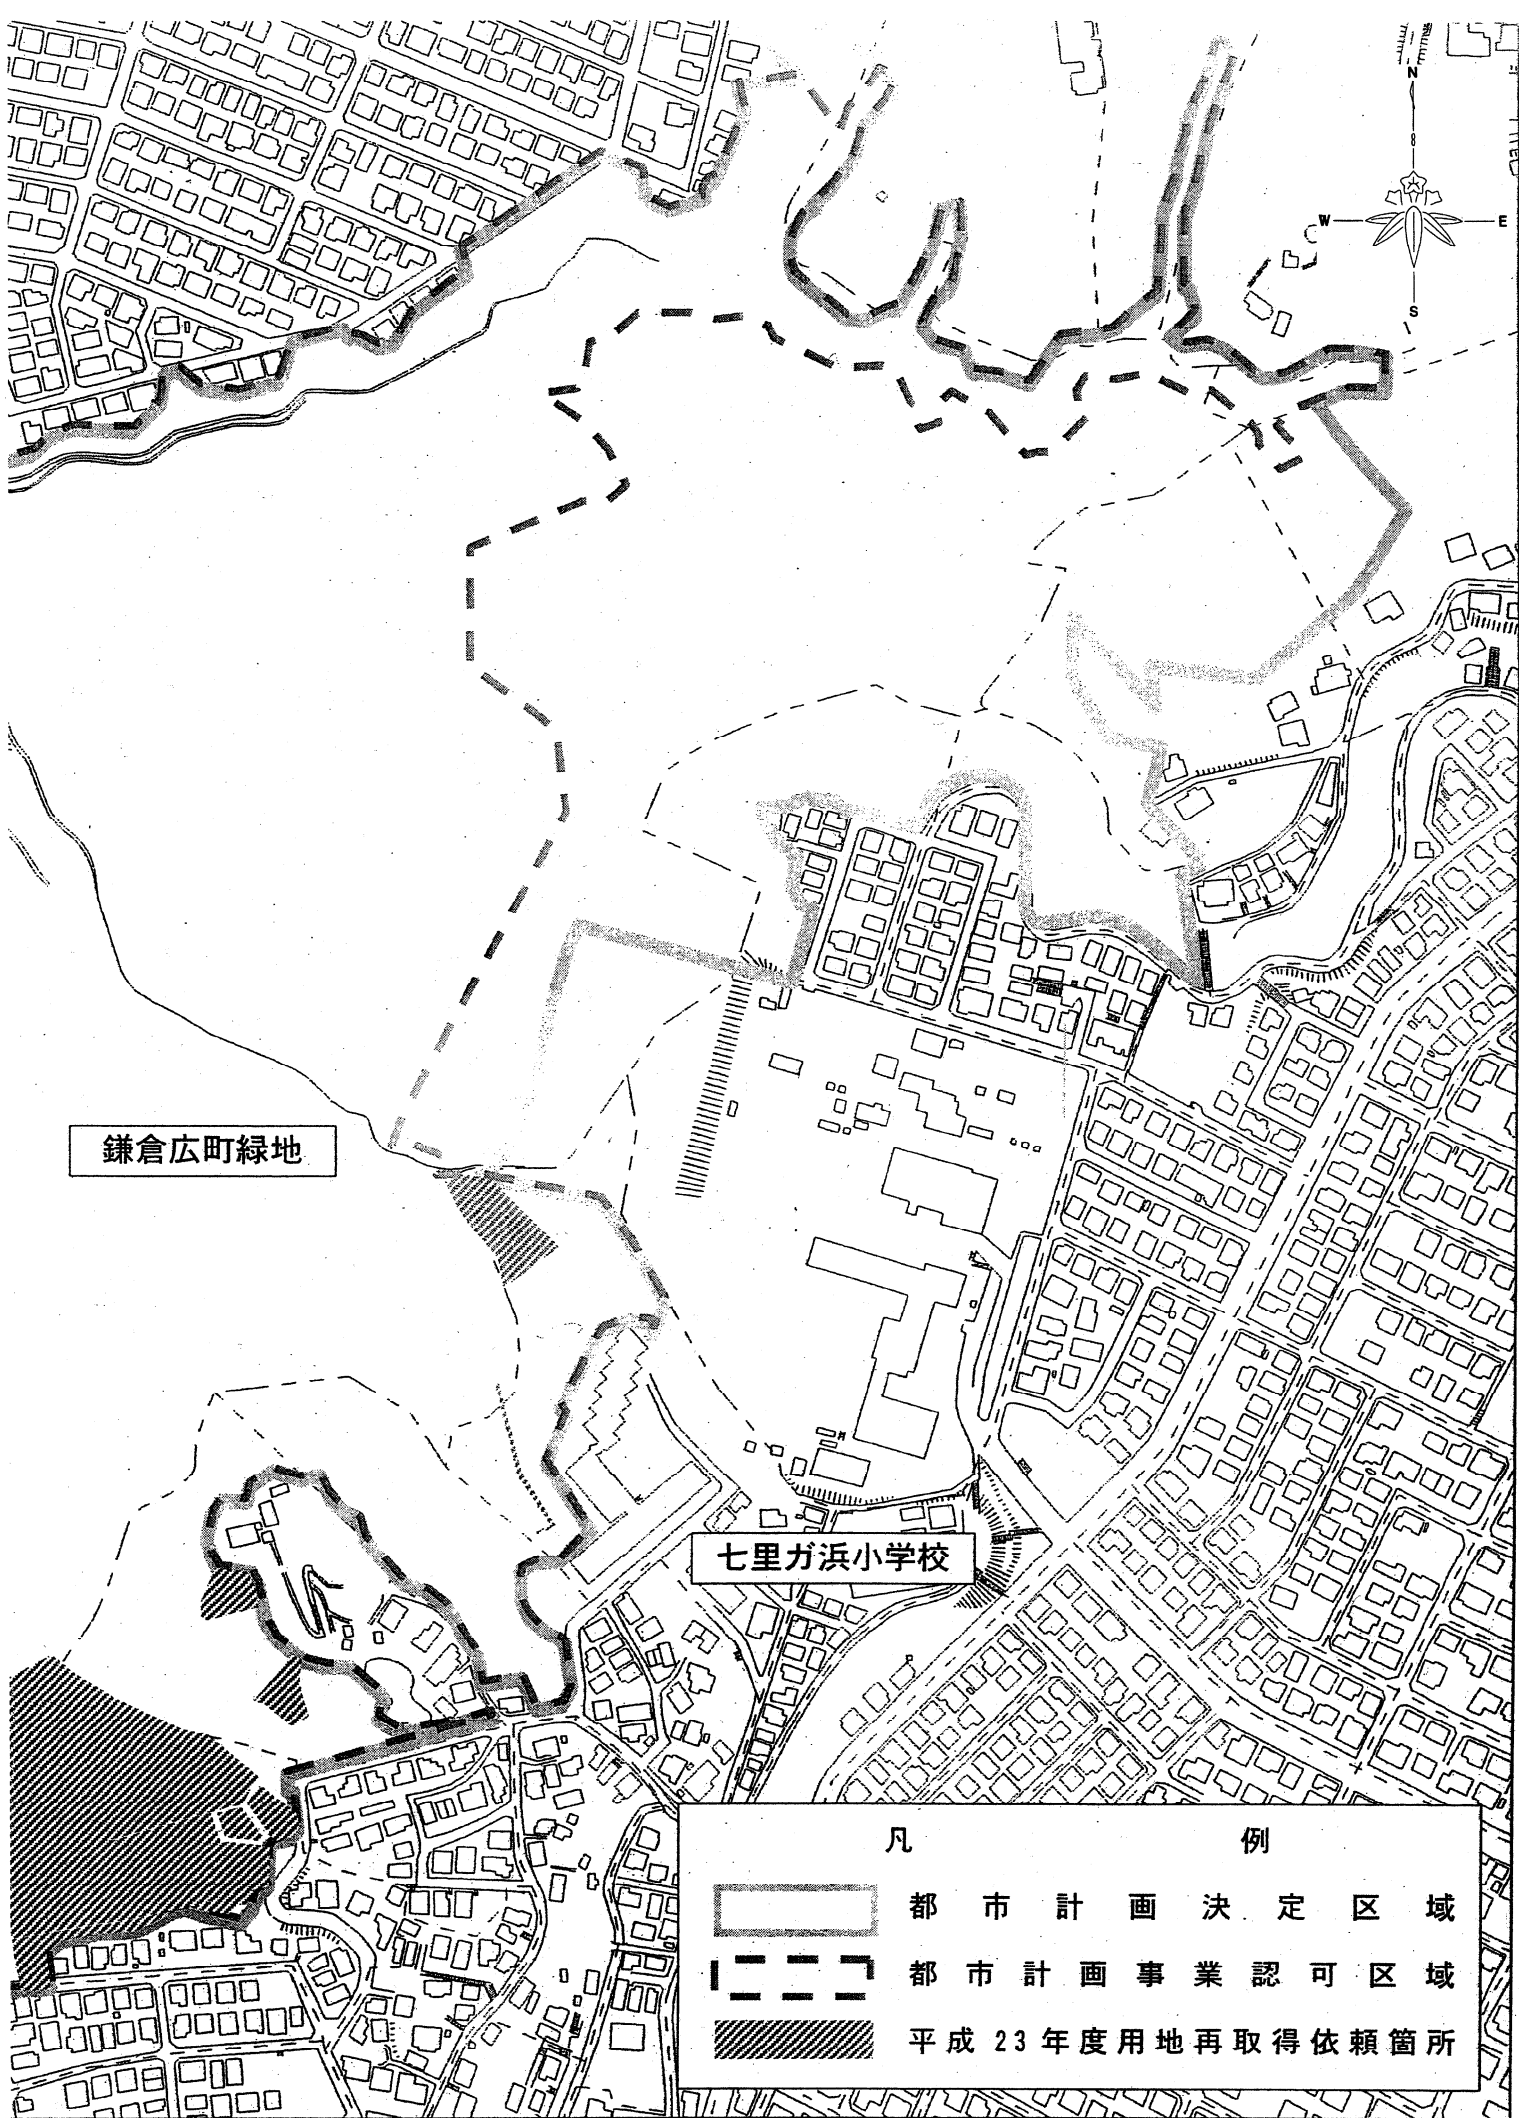 N
W
E
S
鎌倉広町緑地
七里ガ浜小学校
凡 例
都市計画決定区域
都市計画事業認可区域
平成23年度用地再取得依頼箇所